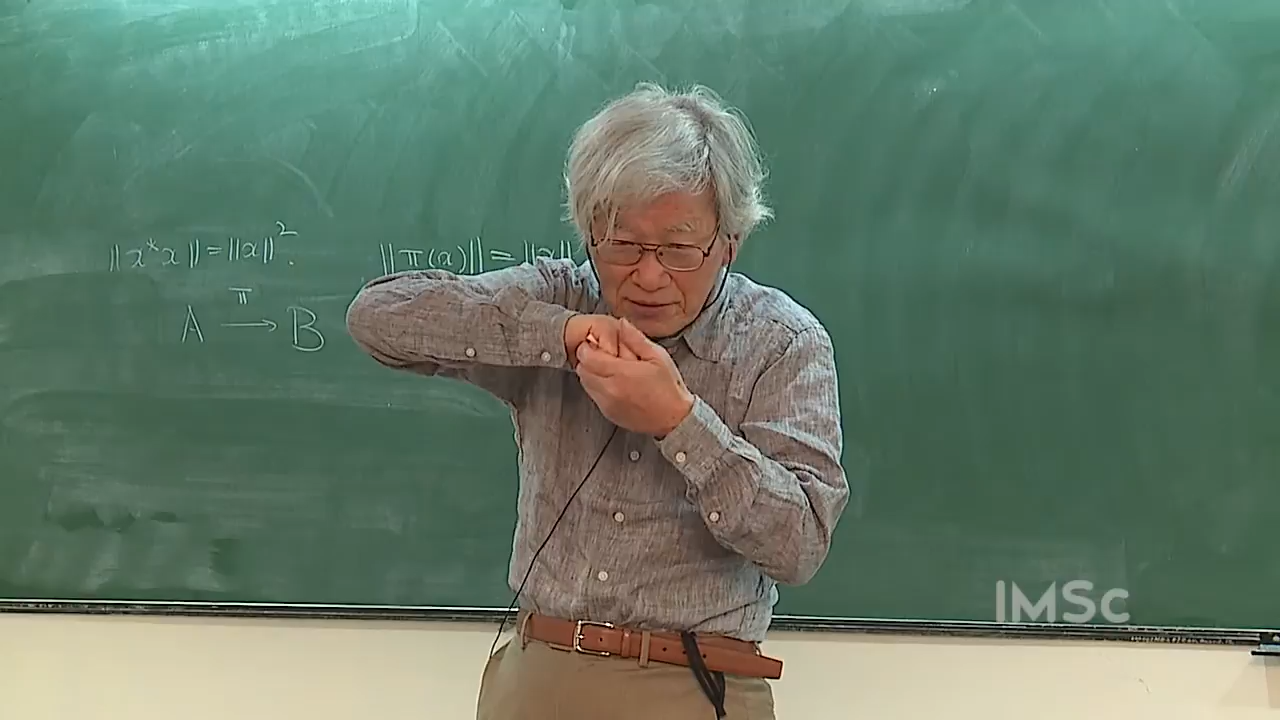 ‖x*x‖=‖x‖². ‖π(x)‖=‖x‖
π
A ⟶ B
IMSc